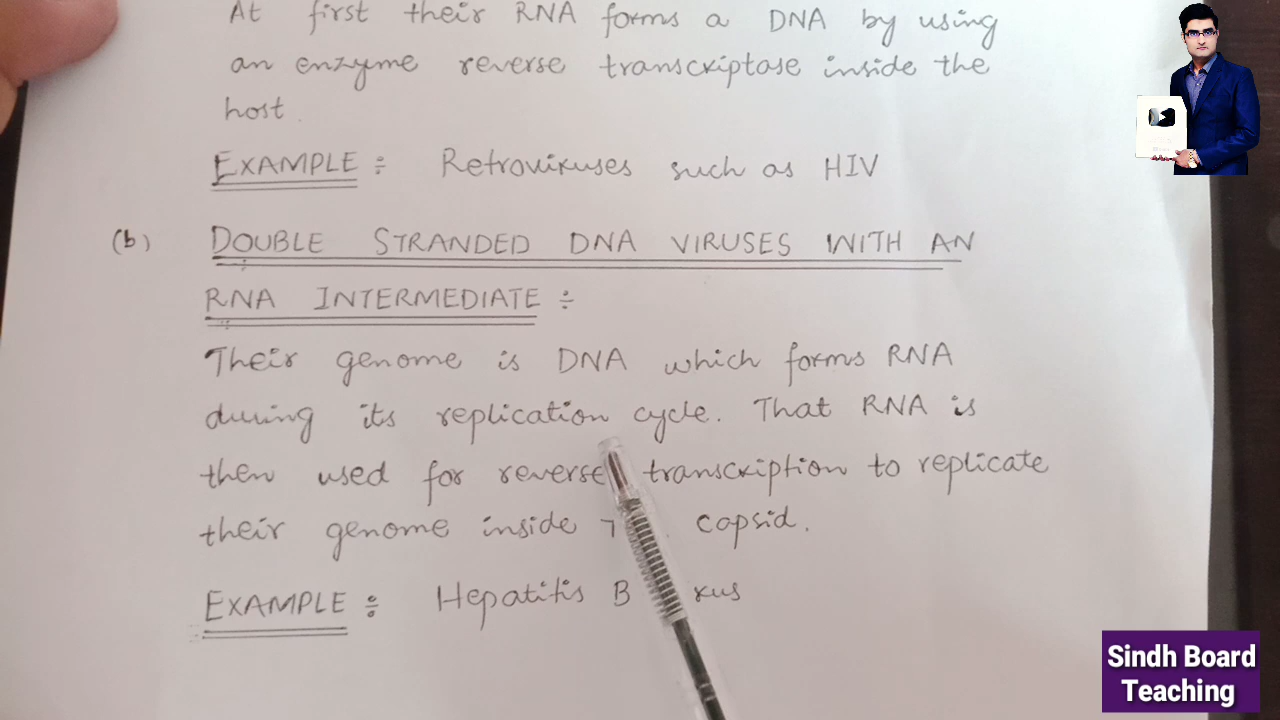 At first their RNA forms a DNA by using
an enzyme reverse transcriptase inside the
host.
EXAMPLE ÷ Retroviruses such as HIV
(b) DOUBLE STRANDED DNA VIRUSES WITH AN
RNA INTERMEDIATE ÷
Their genome is DNA which forms RNA
during its replication cycle. That RNA is
then used for reverse transcription to replicate
their genome inside capsid.
EXAMPLE ÷ Hepatitis B
Sindh Board
Teaching